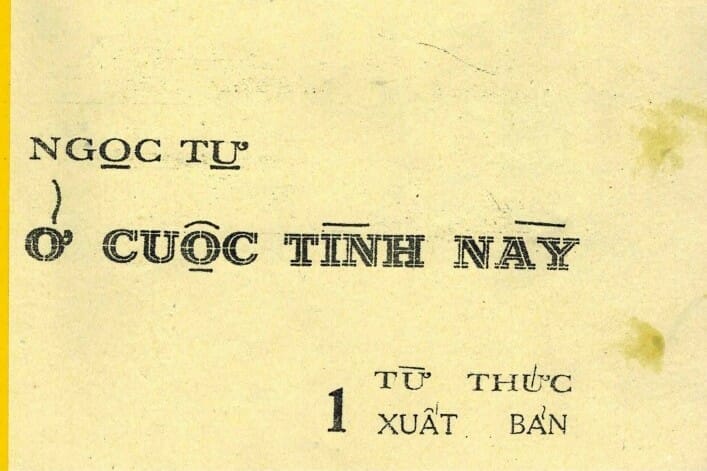 NGỌC TỰ
Ở CUỘC TÌNH NÀY
1
TỪ THỨC
XUẤT BẢN